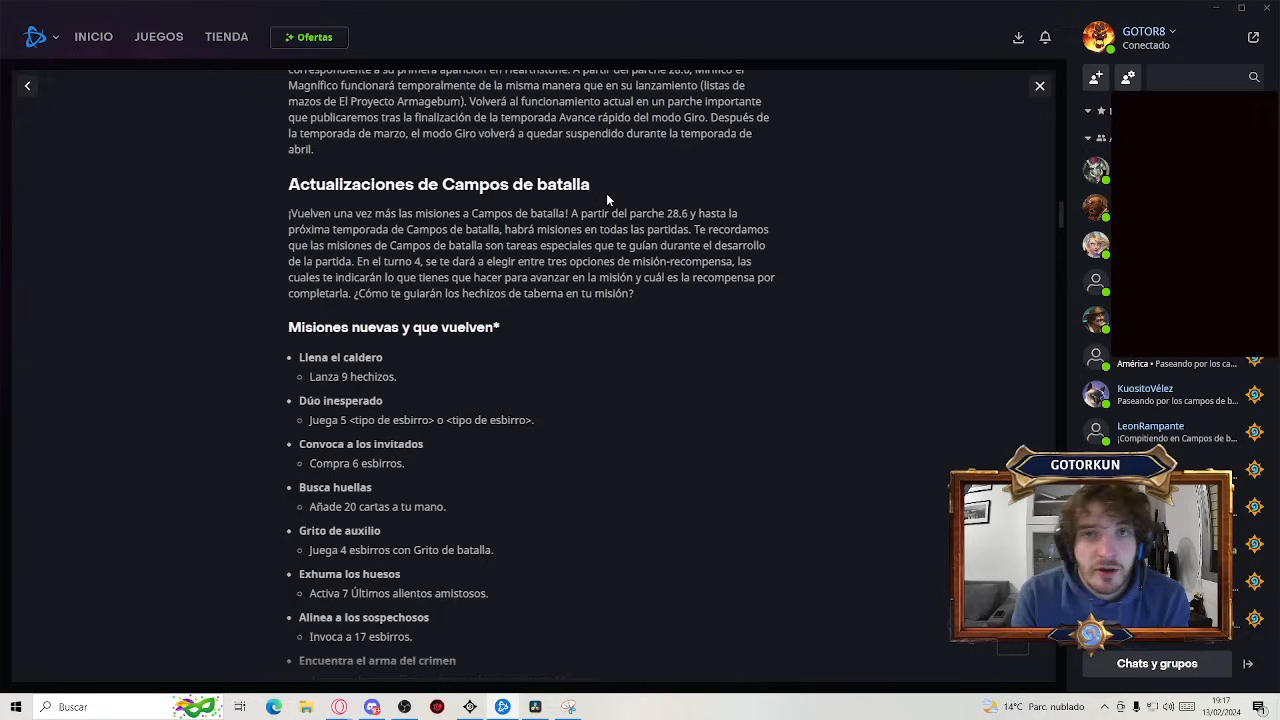 INICIO JUEGOS TIENDA Ofertas
GOTOR8
Conectado
Magnífico funcionará temporalmente de la misma manera que en su lanzamiento (listas de
mazos de El Proyecto Armagebum). Volverá al funcionamiento actual en un parche importante
que publicaremos tras la finalización de la temporada Avance rápido del modo Giro. Después de
la temporada de marzo, el modo Giro volverá a quedar suspendido durante la temporada de
abril.
Actualizaciones de Campos de batalla
¡Vuelven una vez más las misiones a Campos de batalla! A partir del parche 28.6 y hasta la
próxima temporada de Campos de batalla, habrá misiones en todas las partidas. Te recordamos
que las misiones de Campos de batalla son tareas especiales que te guían durante el desarrollo
de la partida. En el turno 4, se te dará a elegir entre tres opciones de misión-recompensa, las
cuales te indicarán lo que tienes que hacer para avanzar en la misión y cuál es la recompensa por
completarla. ¿Cómo te guiarán los hechizos de taberna en tu misión?
Misiones nuevas y que vuelven*
Llena el caldero
Lanza 9 hechizos.
Dúo inesperado
Juega 5 <tipo de esbirro> o <tipo de esbirro>.
Convoca a los invitados
Compra 6 esbirros.
Busca huellas
Añade 20 cartas a tu mano.
Grito de auxilio
Juega 4 esbirros con Grito de batalla.
Exhuma los huesos
Activa 7 Últimos alientos amistosos.
Alinea a los sospechosos
Invoca a 17 esbirros.
Encuentra el arma del crimen
América • Paseando por los ca...
KuositoVélez
Paseando por los campos de b...
LeonRampante
¡Compitiendo en Campos de b...
GOTORKUN
Chats y grupos
Buscar
14°C Parc. nublado
19:17
13/02/2024